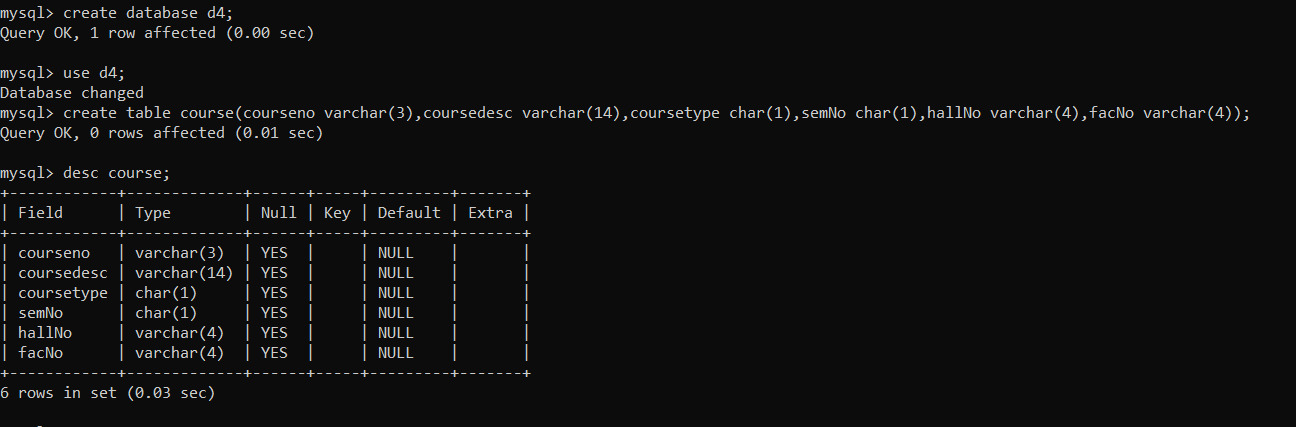 mysql> create database d4;
Query OK, 1 row affected (0.00 sec)
mysql> use d4;
Database changed
mysql> create table course(courseno varchar(3),coursedesc varchar(14),coursetype char(1),semNo char(1),hallNo varchar(4),facNo varchar(4));
Query OK, 0 rows affected (0.01 sec)
mysql> desc course;
+------------+-------------+------+-----+---------+-------+
| Field      | Type        | Null | Key | Default | Extra |
+------------+-------------+------+-----+---------+-------+
| courseno   | varchar(3)  | YES  |     | NULL    |       |
| coursedesc | varchar(14) | YES  |     | NULL    |       |
| coursetype | char(1)     | YES  |     | NULL    |       |
| semNo      | char(1)     | YES  |     | NULL    |       |
| hallNo     | varchar(4)  | YES  |     | NULL    |       |
| facNo      | varchar(4)  | YES  |     | NULL    |       |
+------------+-------------+------+-----+---------+-------+
6 rows in set (0.03 sec)